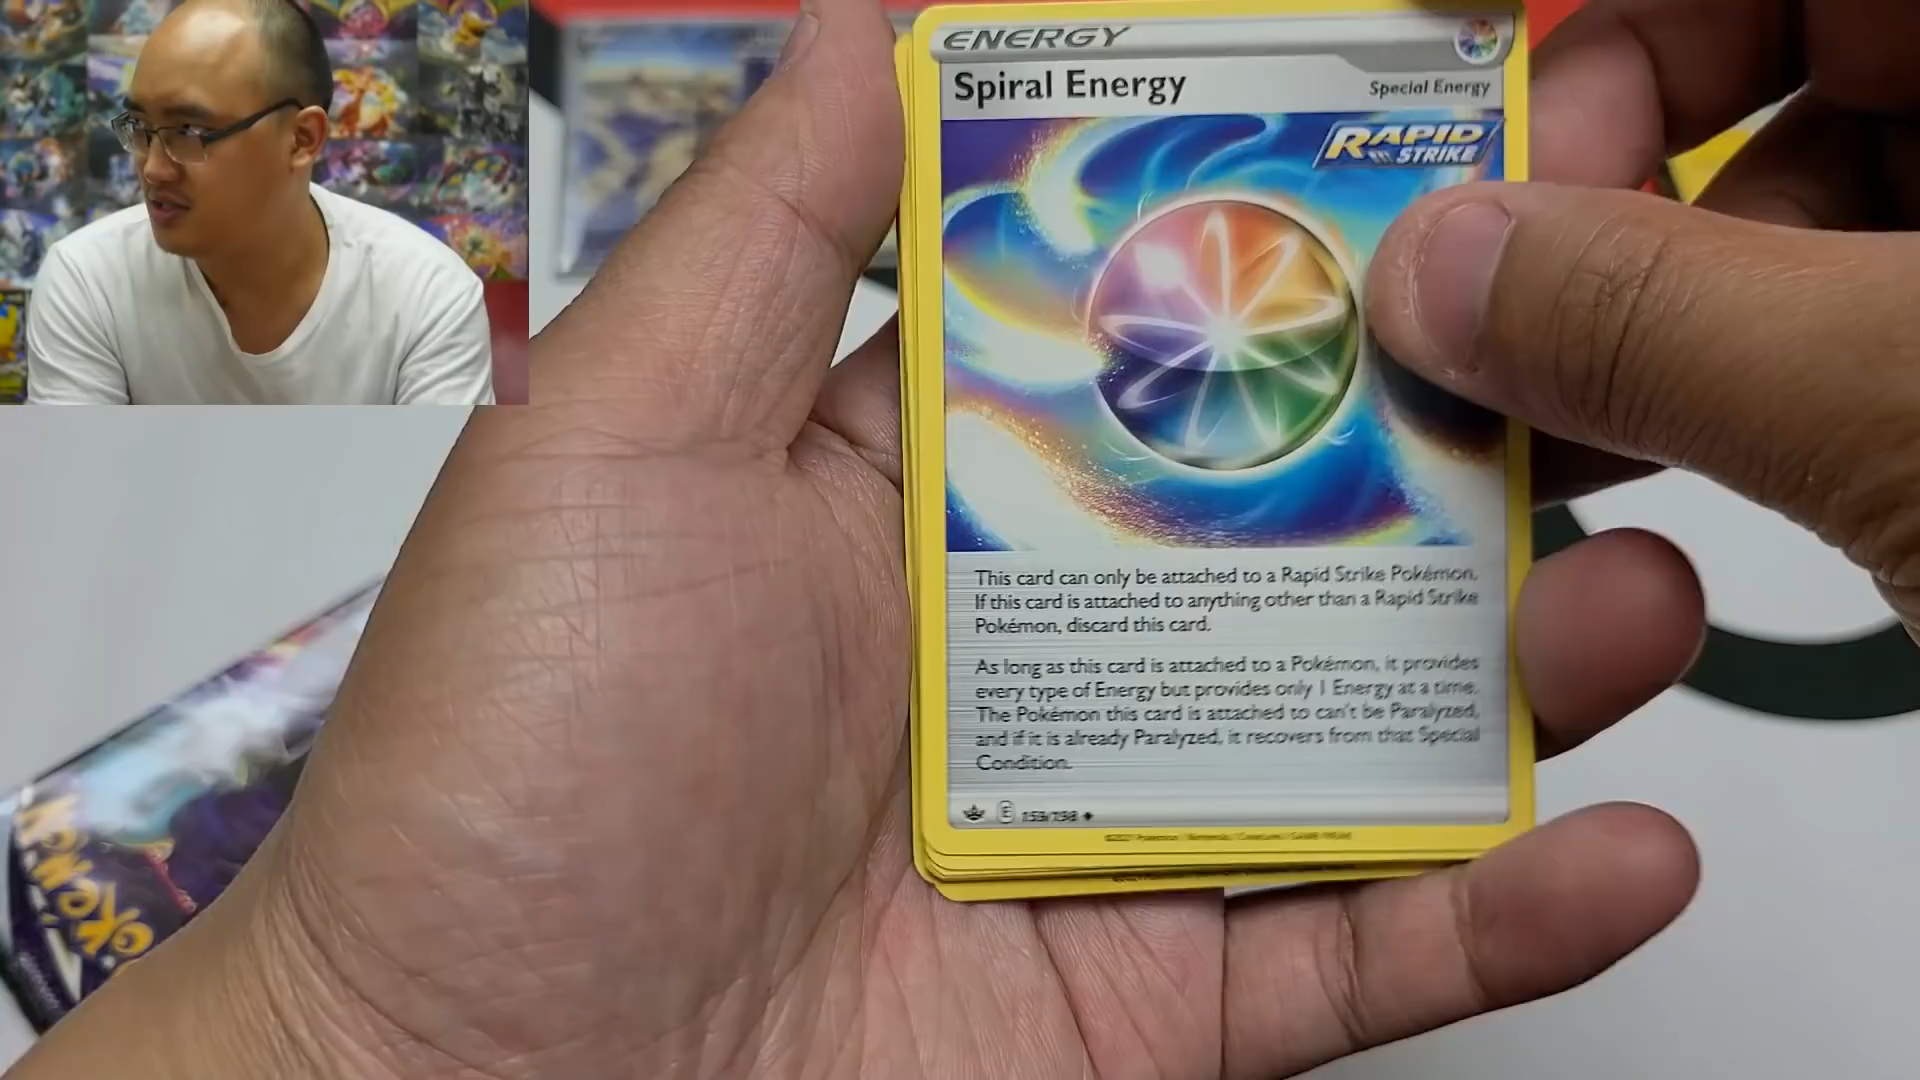 ENERGY
Spiral Energy
Special Energy
RAPID
STRIKE
This card can only be attached to a Rapid Strike Pokémon.
If this card is attached to anything other than a Rapid Strike
Pokémon, discard this card.
As long as this card is attached to a Pokémon, it provides
every type of Energy but provides only 1 Energy at a time.
The Pokémon this card is attached to can't be Paralyzed,
and if it is already Paralyzed, it recovers from that Special
Condition.
E 159/198